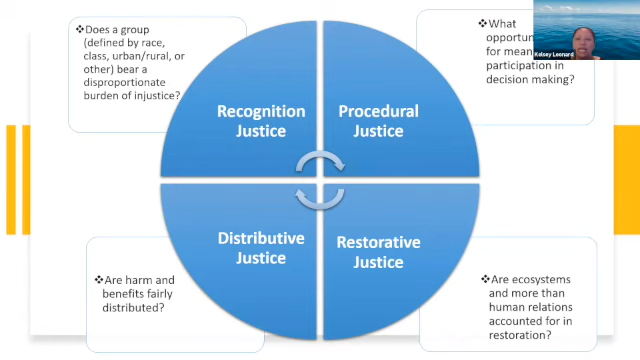 ❖Does a group
(defined by race,
class, urban/rural, or
other) bear a
disproportionate
burden of injustice?
❖What
for mean
participation in
decision making?
Kelsey Leonard
Recognition
Justice
Procedural
Justice
Distributive
Justice
Restorative
Justice
❖Are harm and
benefits fairly
distributed?
❖Are ecosystems
and more than
human relations
accounted for in
restoration?